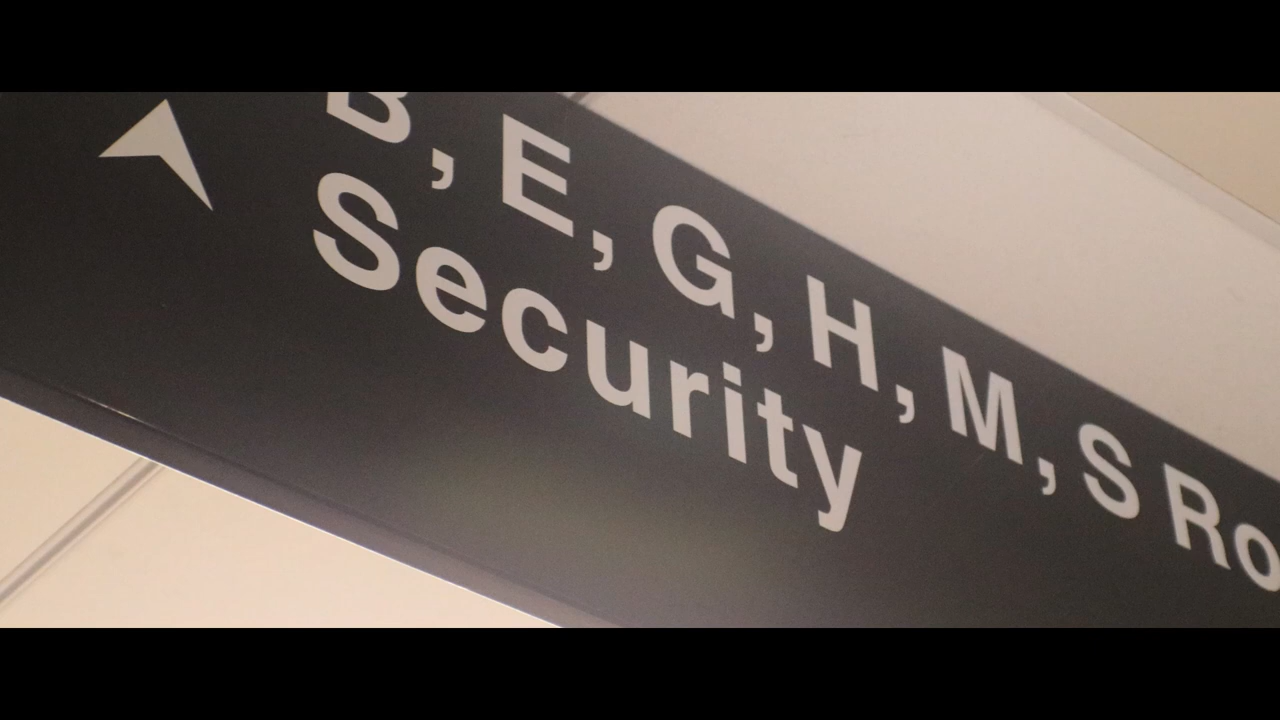 B, E, G, H, M, S Ro
Security